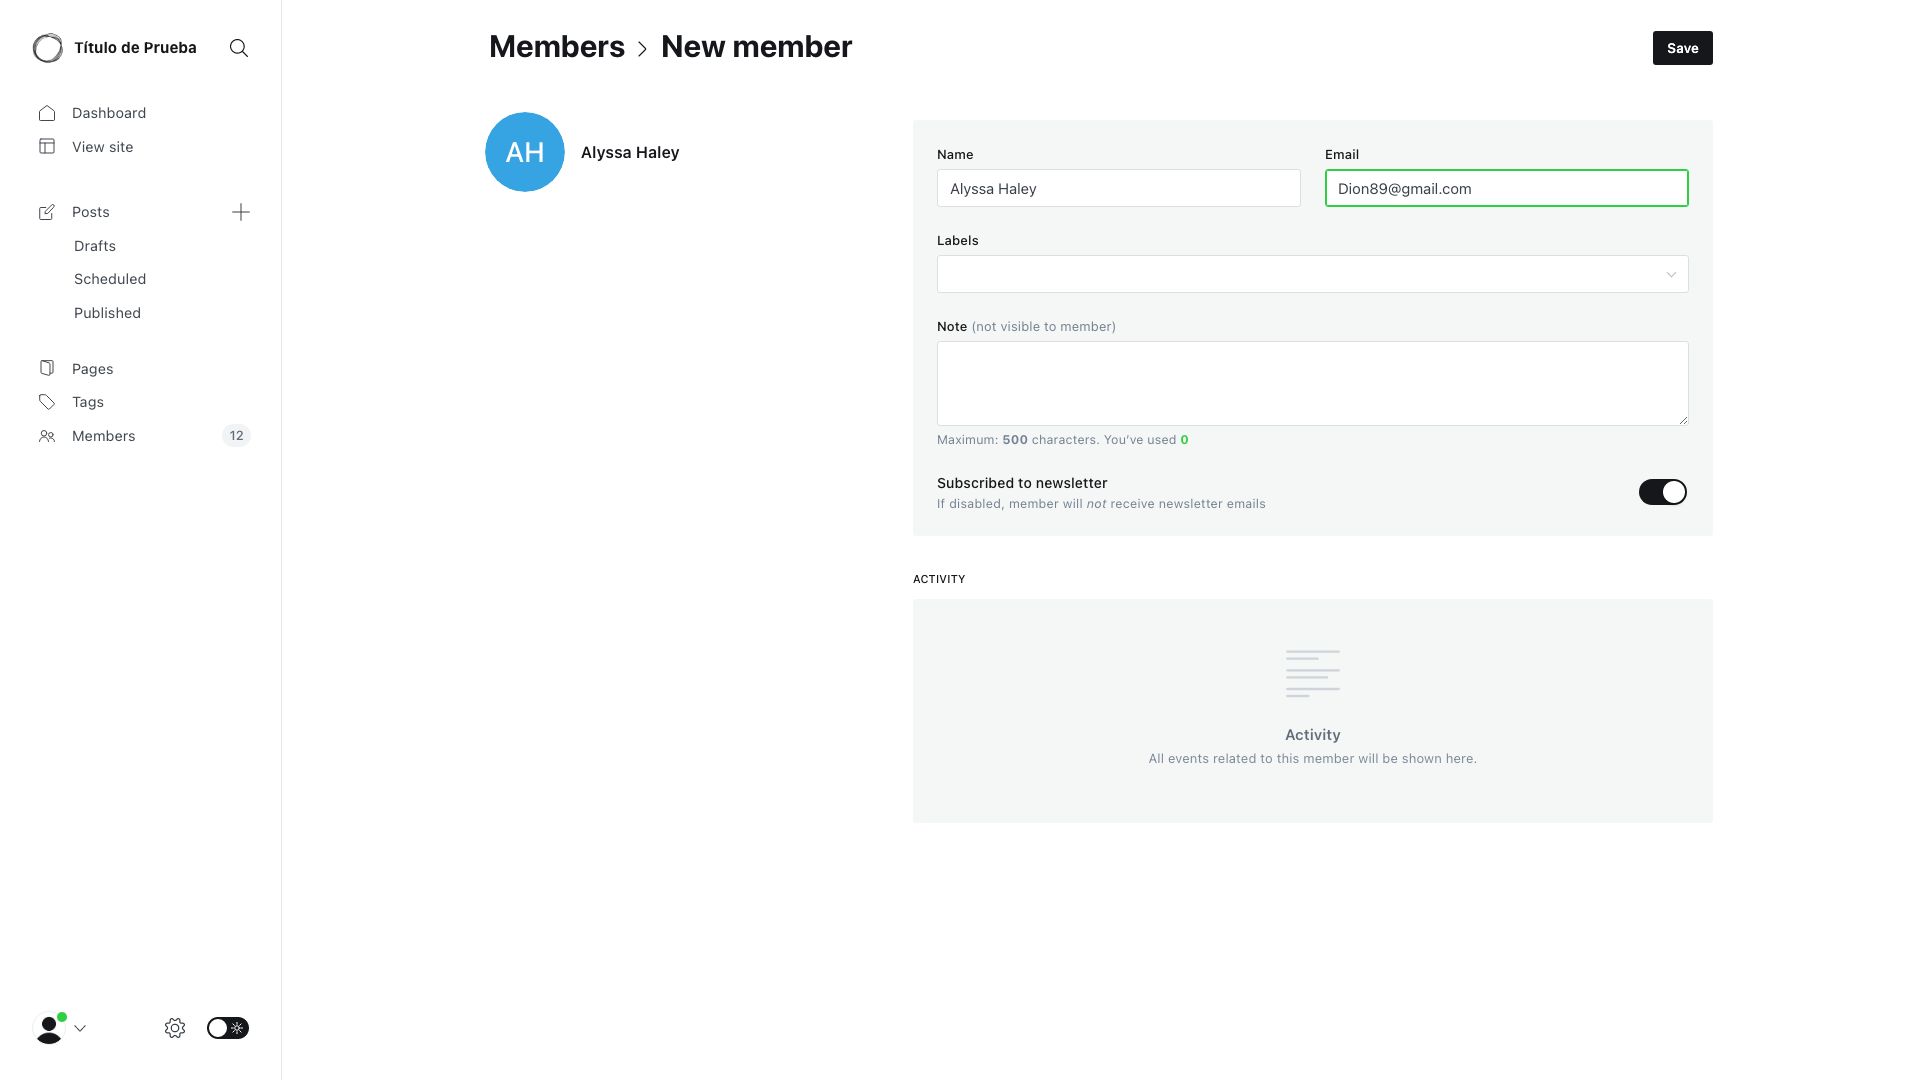 Título de Prueba
Dashboard
View site
Posts
Drafts
Scheduled
Published
Pages
Tags
Members 12
Members > New member
Save
AH
Alyssa Haley
Name
Alyssa Haley
Email
Dion89@gmail.com
Labels
Note (not visible to member)
Maximum: 500 characters. You’ve used 0
Subscribed to newsletter
If disabled, member will not receive newsletter emails
ACTIVITY
Activity
All events related to this member will be shown here.